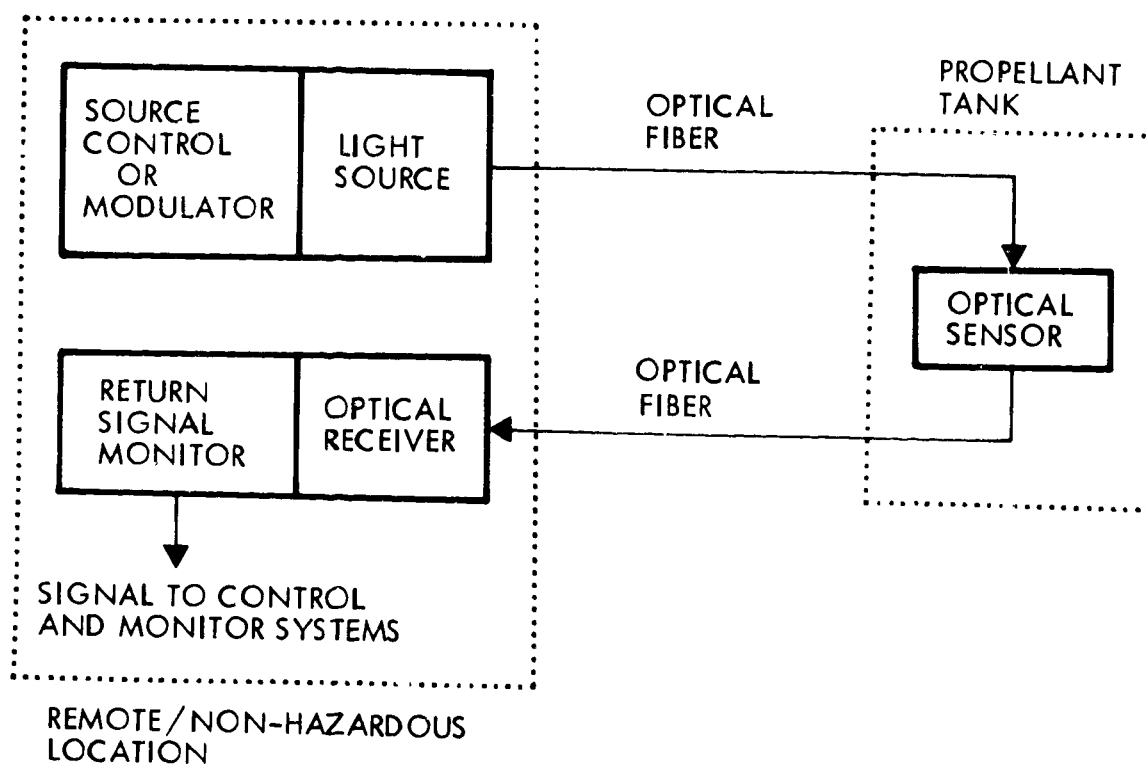 SOURCE
CONTROL
OR
MODULATOR
LIGHT
SOURCE
OPTICAL
FIBER
PROPELLANT
TANK
OPTICAL
SENSOR
RETURN
SIGNAL
MONITOR
OPTICAL
RECEIVER
OPTICAL
FIBER
SIGNAL TO CONTROL
AND MONITOR SYSTEMS
REMOTE/NON-HAZARDOUS
LOCATION